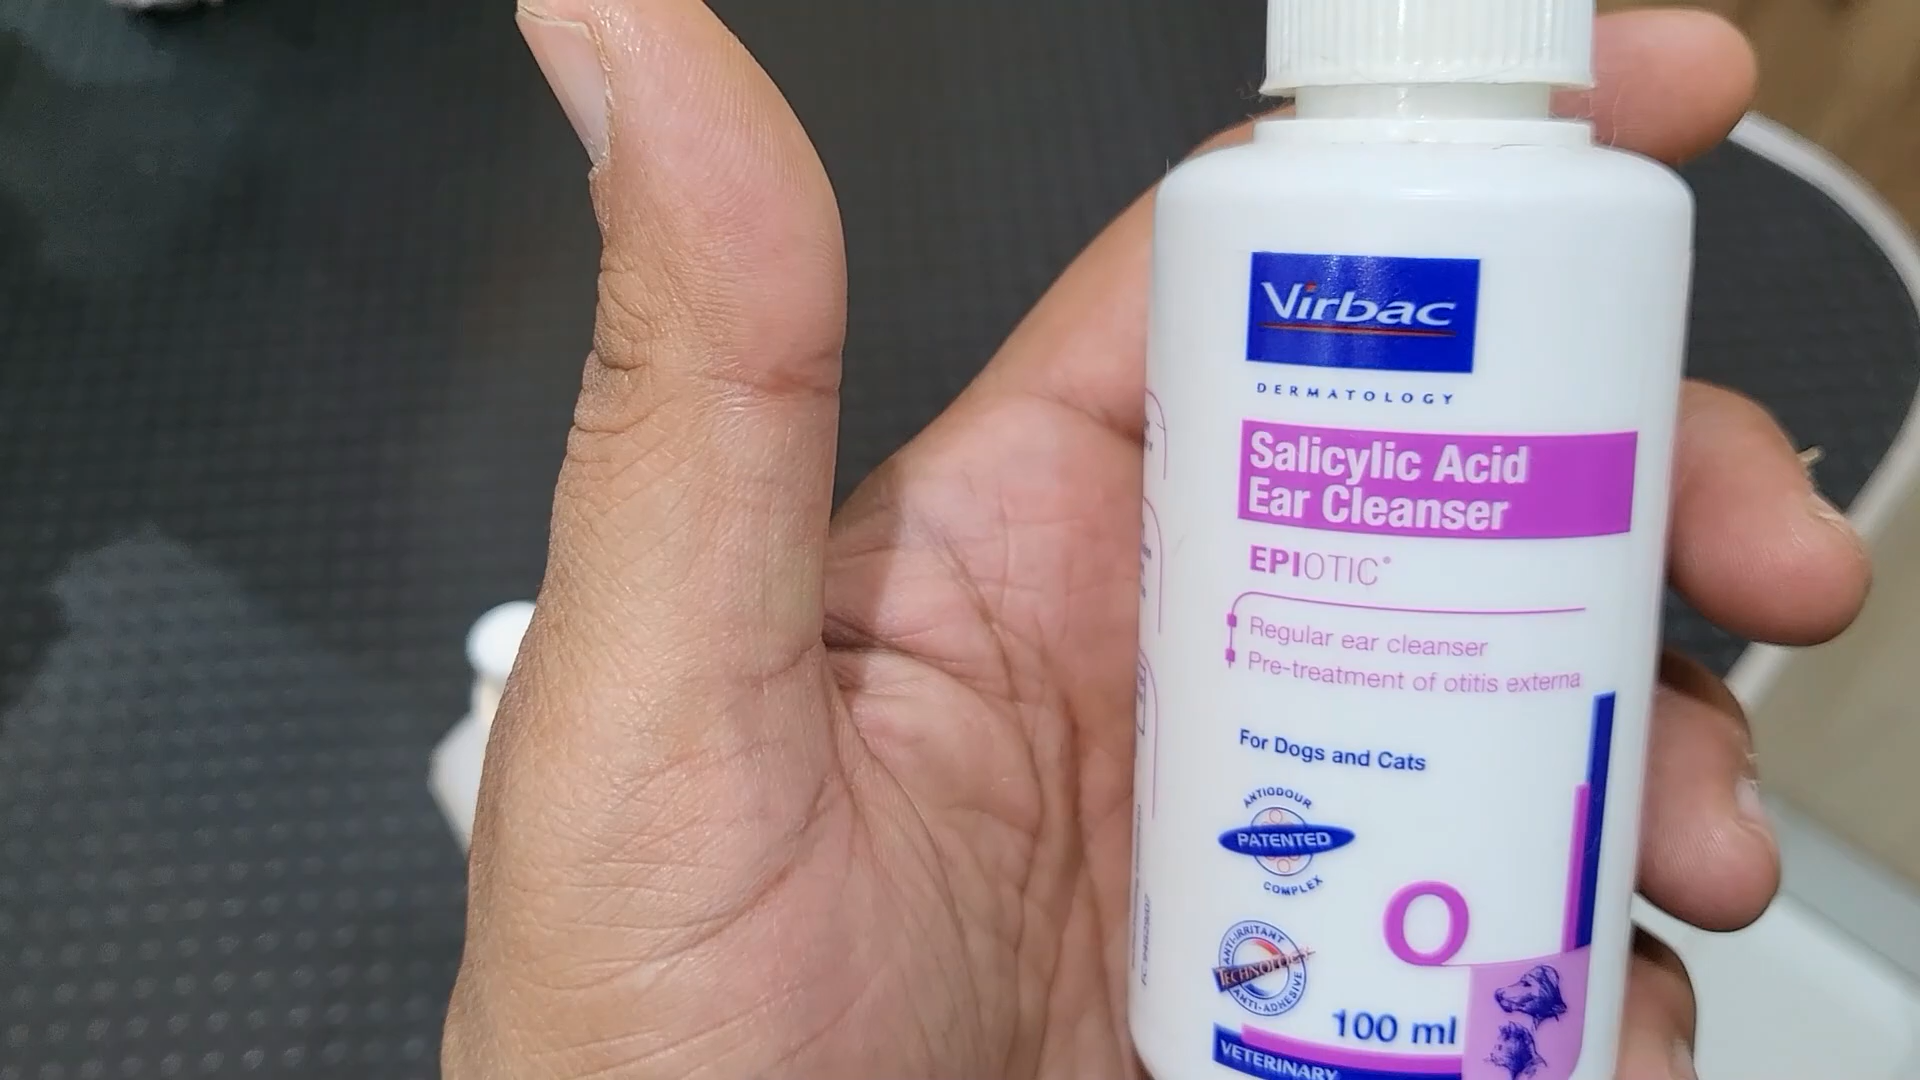 Virbac
DERMATOLOGY
Salicylic Acid
Ear Cleanser
EPIOTIC®
Regular ear cleanser
Pre-treatment of otitis externa
For Dogs and Cats
ANTIODOUR
PATENTED
COMPLEX
ANTI-IRRITANT
TECHNOLOGY
ANTI-ADHESIVE
O
100 ml
VETERINARY